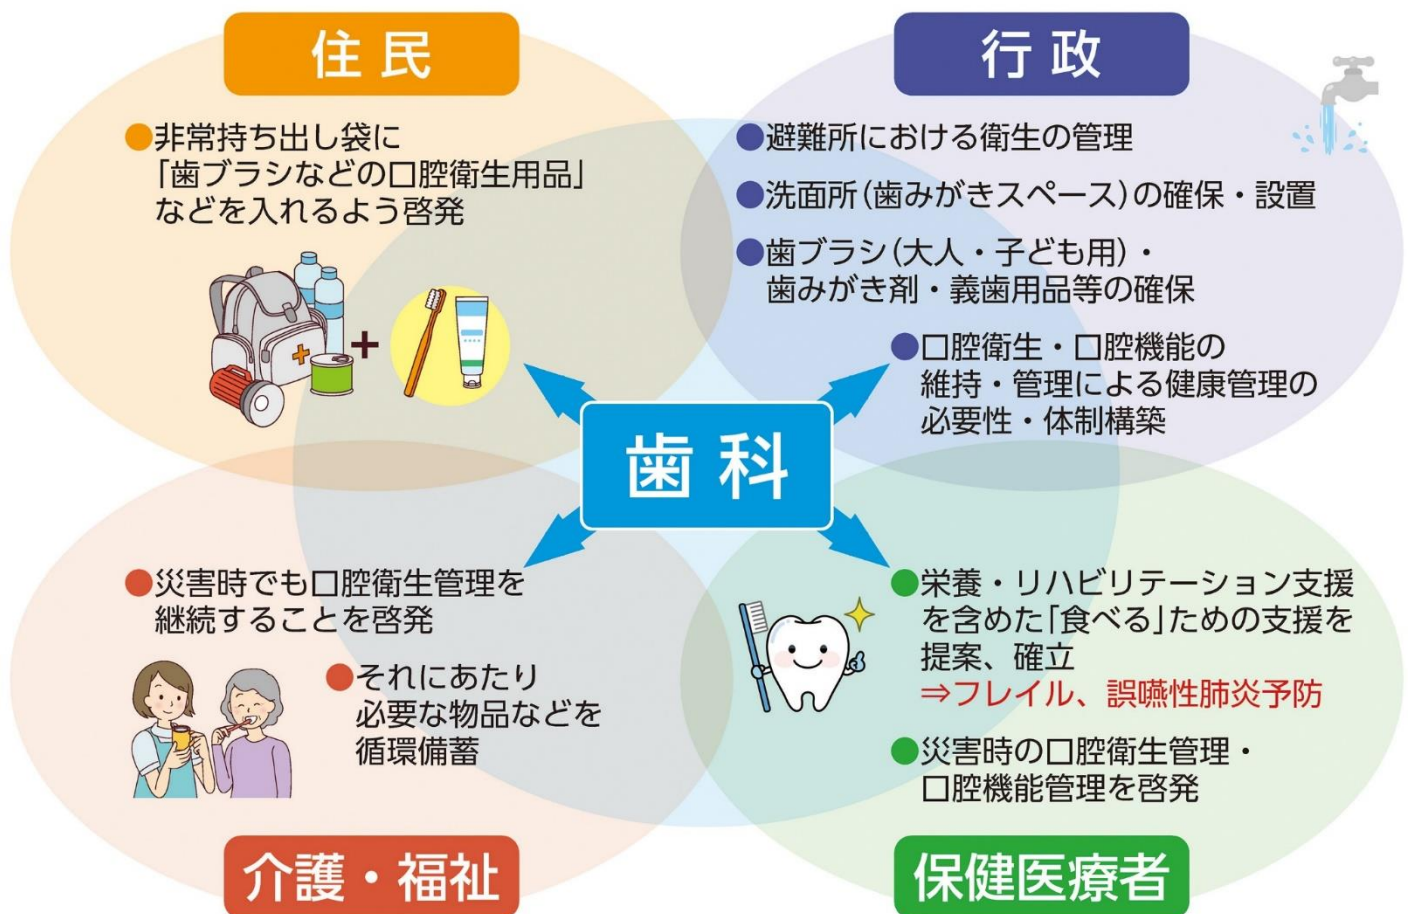 住民
●非常持ち出し袋に
「歯ブラシなどの口腔衛生用品」
などを入れるよう啓発
+
行政
●避難所における衛生の管理
●洗面所(歯みがきスペース)の確保・設置
●歯ブラシ(大人・子ども用)・
歯みがき剤・義歯用品等の確保
●口腔衛生・口腔機能の
維持・管理による健康管理の
必要性・体制構築
歯科
●災害時でも口腔衛生管理を
継続することを啓発
●それにあたり
必要な物品などを
循環備蓄
介護・福祉
●栄養・リハビリテーション支援
を含めた「食べる」ための支援を
提案、確立
⇒フレイル、誤嚥性肺炎予防
●災害時の口腔衛生管理・
口腔機能管理を啓発
保健医療者